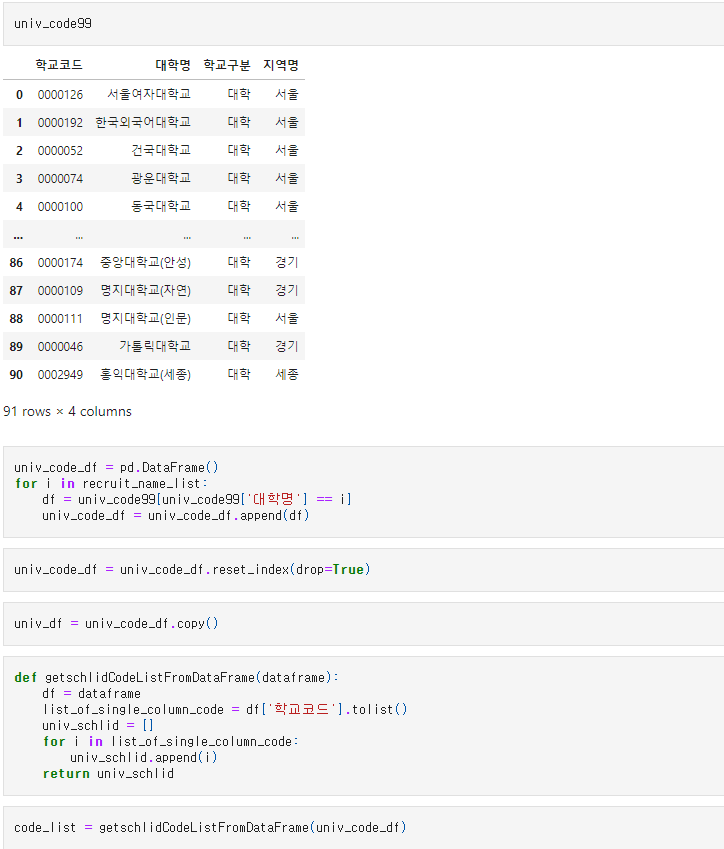 univ_code99
학교코드 대학명 학교구분 지역명
0 0000126 서울여자대학교 대학 서울
1 0000192 한국외국어대학교 대학 서울
2 0000052 건국대학교 대학 서울
3 0000074 광운대학교 대학 서울
4 0000100 동국대학교 대학 서울
... ... ... ... ...
86 0000174 중앙대학교(안성) 대학 경기
87 0000109 명지대학교(자연) 대학 경기
88 0000111 명지대학교(인문) 대학 서울
89 0000046 가톨릭대학교 대학 경기
90 0002949 홍익대학교(세종) 대학 세종
91 rows × 4 columns
univ_code_df = pd.DataFrame()
for i in recruit_name_list:
    df = univ_code99[univ_code99['대학명'] == i]
    univ_code_df = univ_code_df.append(df)
univ_code_df = univ_code_df.reset_index(drop=True)
univ_df = univ_code_df.copy()
def getschlidCodeListFromDataFrame(dataframe):
    df = dataframe
    list_of_single_column_code = df['학교코드'].tolist()
    univ_schlid = []
    for i in list_of_single_column_code:
        univ_schlid.append(i)
    return univ_schlid
code_list = getschlidCodeListFromDataFrame(univ_code_df)